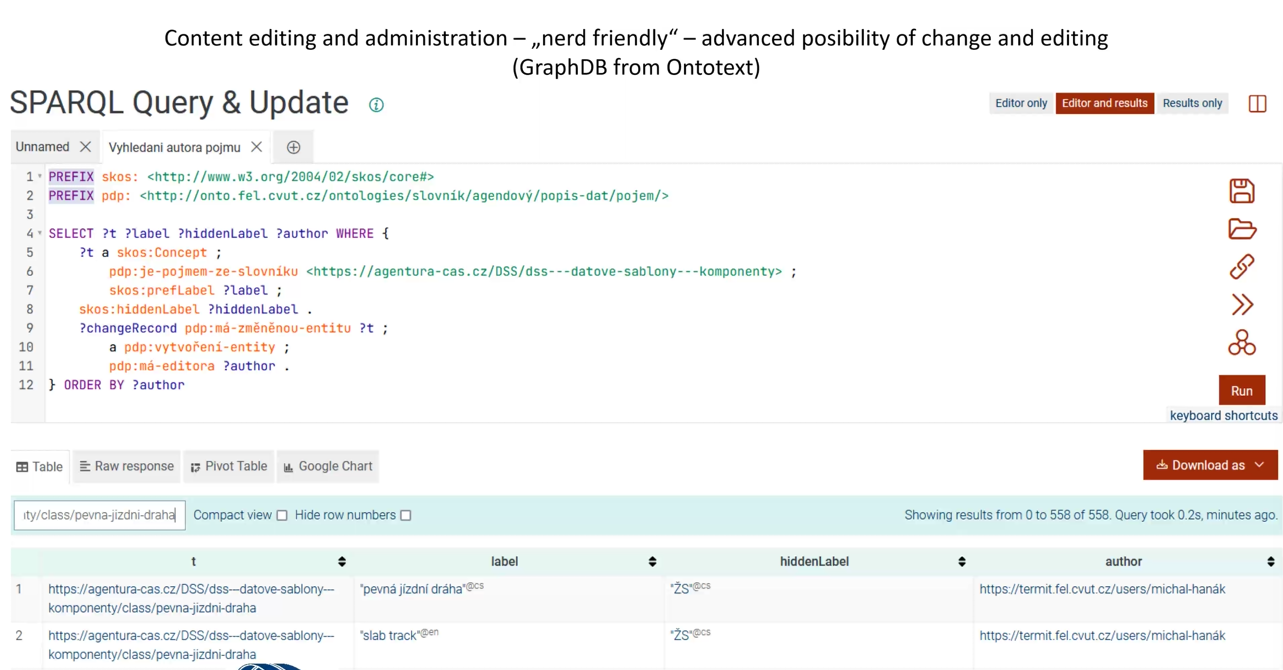 Content editing and administration – „nerd friendly“ – advanced posibility of change and editing
(GraphDB from Ontotext)
SPARQL Query & Update
Editor only Editor and results Results only
Unnamed Vyhledani autora pojmu
1 PREFIX skos: <http://www.w3.org/2004/02/skos/core#>
2 PREFIX pdp: <http://onto.fel.cvut.cz/ontologies/slovník/agendový/popis-dat/pojem/>
3
4 SELECT ?t ?label ?hiddenLabel ?author WHERE {
5 ?t a skos:Concept ;
6 pdp:je-pojmem-ze-slovníku <https://agentura-cas.cz/DSS/dss---datove-sablony---komponenty> ;
7 skos:prefLabel ?label ;
8 skos:hiddenLabel ?hiddenLabel .
9 ?changeRecord pdp:má-změněnou-entitu ?t ;
10 a pdp:vytvoření-entity ;
11 pdp:má-editora ?author .
12 } ORDER BY ?author
Run
keyboard shortcuts
Table Raw response Pivot Table Google Chart
Download as
ity/class/pevna-jizdni-draha Compact view Hide row numbers Showing results from 0 to 558 of 558. Query took 0.2s, minutes ago.
t label hiddenLabel author
1 https://agentura-cas.cz/DSS/dss---datove-sablony--- "pevná jízdní dráha"@cs "ŽS"@cs https://termit.fel.cvut.cz/users/michal-hanák
komponenty/class/pevna-jizdni-draha
2 https://agentura-cas.cz/DSS/dss---datove-sablony--- "slab track"@en "ŽS"@cs https://termit.fel.cvut.cz/users/michal-hanák
komponenty/class/pevna-jizdni-draha